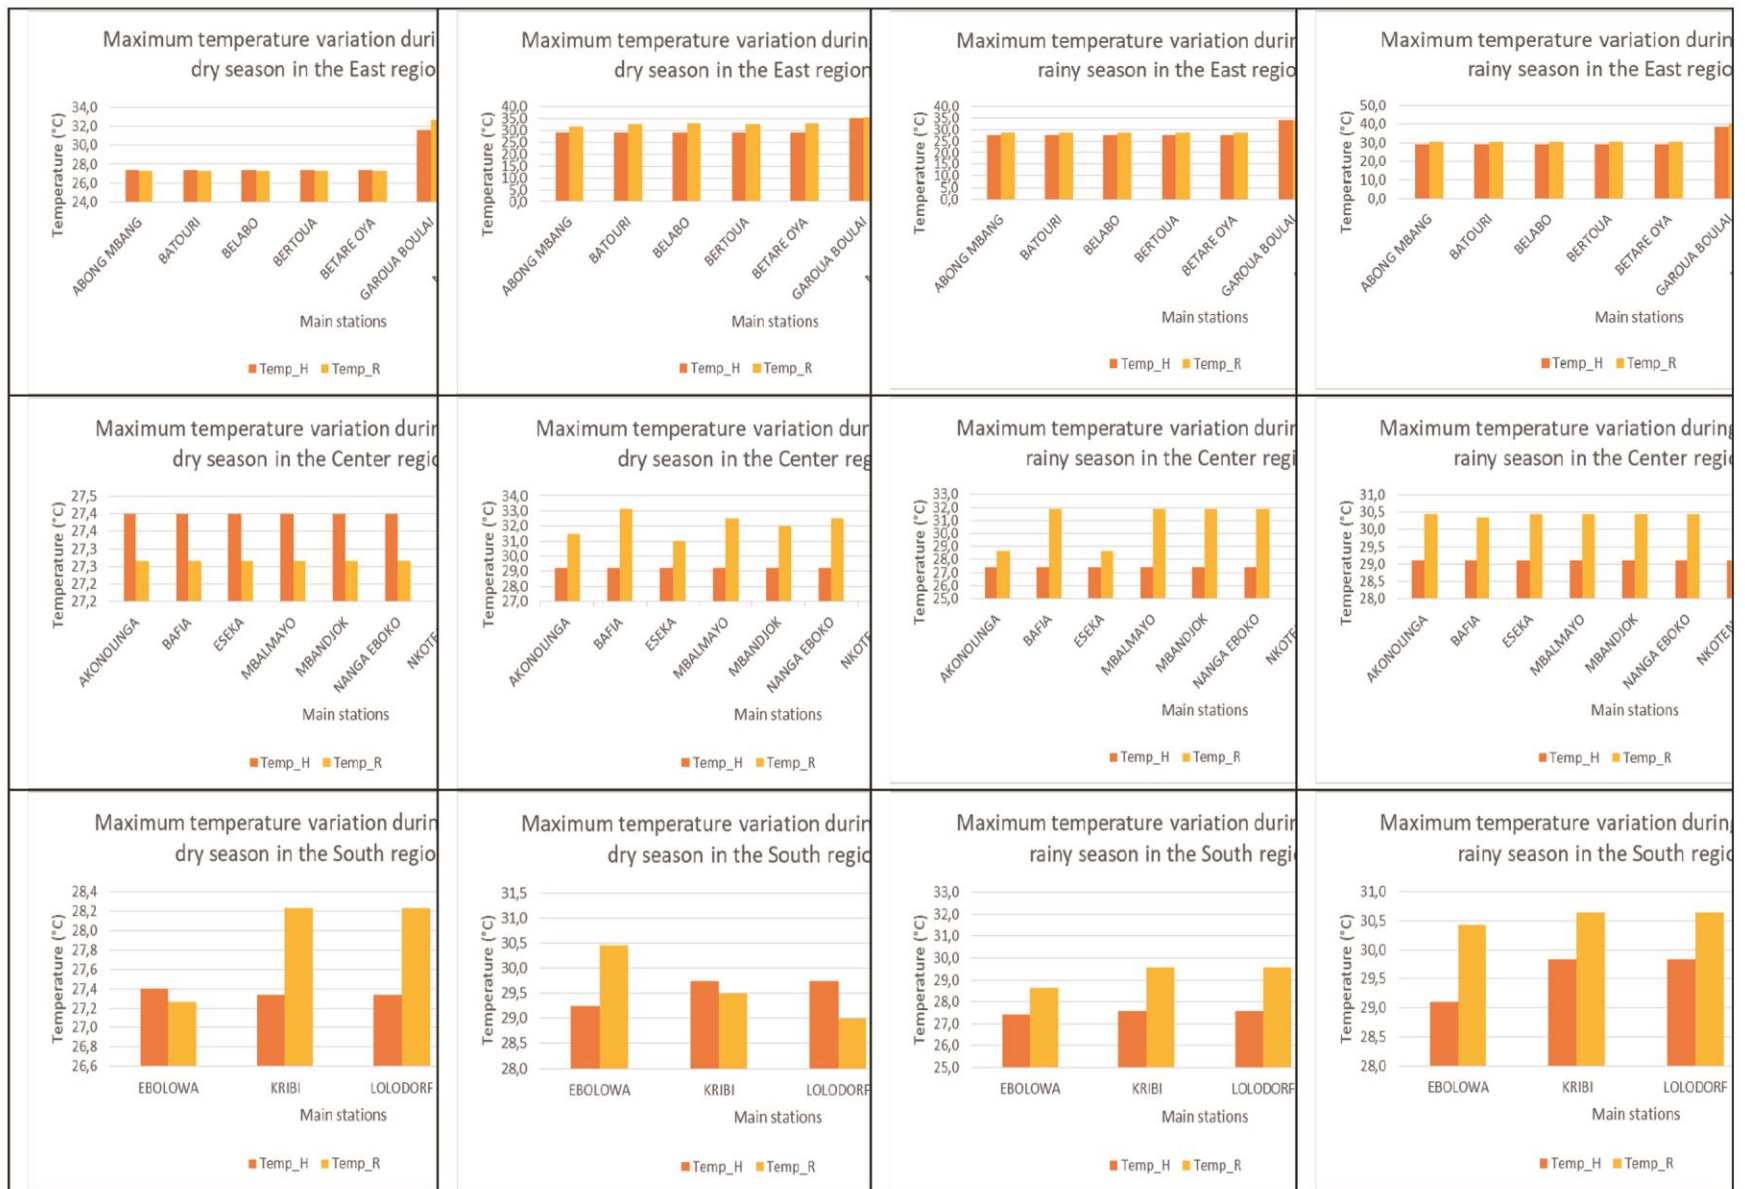 Maximum temperature variation duri
dry season in the East regio
Temperature (°C)
34,0
32,0
30,0
28,0
26,0
24,0
ABONG MBANG
BATOURI
BELABO
BERTOUA
BETARE OYA
GAROUA BOULAI
Main stations
Temp_H Temp_R
Maximum temperature variation durin
dry season in the East region
Temperature (°C)
40,0
35,0
30,0
25,0
20,0
15,0
10,0
5,0
0,0
ABONG MBANG
BATOURI
BELABO
BERTOUA
BETARE OYA
GAROUA BOULAI
Main stations
Temp_H Temp_R
Maximum temperature variation durin
rainy season in the East regio
Temperature (°C)
40,0
35,0
30,0
25,0
20,0
15,0
10,0
5,0
0,0
ABONG MBANG
BATOURI
BELABO
BERTOUA
BETARE OYA
GAROUA BOULAI
Main stations
Temp_H Temp_R
Maximum temperature variation durin
rainy season in the East regio
Temperature (°C)
50,0
40,0
30,0
20,0
10,0
0,0
ABONG MBANG
BATOURI
BELABO
BERTOUA
BETARE OYA
GAROUA BOULAI
Main stations
Temp_H Temp_R
Maximum temperature variation durin
dry season in the Center regio
Temperature (°C)
27,5
27,4
27,4
27,3
27,3
27,2
27,2
AKONOLINGA
BAFIA
ESEKA
MBALMAYO
MBANDJOK
NANGA EBOKO
NKOTE
Main stations
Temp_H Temp_R
Maximum temperature variation dur
dry season in the Center reg
Temperature (°C)
34,0
33,0
32,0
31,0
30,0
29,0
28,0
27,0
AKONOLINGA
BAFIA
ESEKA
MBALMAYO
MBANDJOK
NANGA EBOKO
NKOT
Main stations
Temp_H Temp_R
Maximum temperature variation durin
rainy season in the Center regi
Temperature (°C)
33,0
32,0
31,0
30,0
29,0
28,0
27,0
26,0
25,0
AKONOLINGA
BAFIA
ESEKA
MBALMAYO
MBANDJOK
NANGA EBOKO
NKOTE
Main stations
Temp_H Temp_R
Maximum temperature variation during
rainy season in the Center regi
Temperature (°C)
31,0
30,5
30,0
29,5
29,0
28,5
28,0
AKONOLINGA
BAFIA
ESEKA
MBALMAYO
MBANDJOK
NANGA EBOKO
NKOTEN
Main stations
Temp_H Temp_R
Maximum temperature variation durin
dry season in the South regio
Temperature (°C)
28,4
28,2
28,0
27,8
27,6
27,4
27,2
27,0
26,8
26,6
EBOLOWA KRIBI LOLODORF
Main stations
Temp_H Temp_R
Maximum temperature variation durin
dry season in the South regio
Temperature (°C)
31,5
31,0
30,5
30,0
29,5
29,0
28,5
28,0
EBOLOWA KRIBI LOLODORF
Main stations
Temp_H Temp_R
Maximum temperature variation durin
rainy season in the South regi
Temperature (°C)
33,0
32,0
31,0
30,0
29,0
28,0
27,0
26,0
25,0
EBOLOWA KRIBI LOLODORF
Main stations
Temp_H Temp_R
Maximum temperature variation during
rainy season in the South regio
Temperature (°C)
31,0
30,5
30,0
29,5
29,0
28,5
28,0
EBOLOWA KRIBI LOLODORF
Main stations
Temp_H Temp_R